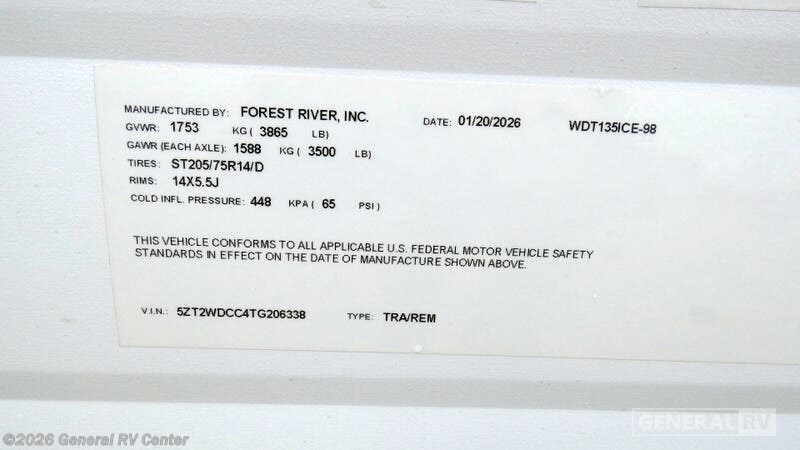 MANUFACTURED BY: FOREST RIVER, INC. DATE: 01/20/2026 WDT135ICE-98
GVWR: 1753 KG ( 3865 LB)
GAWR (EACH AXLE): 1588 KG ( 3500 LB)
TIRES: ST205/75R14/D
RIMS: 14X5.5J
COLD INFL. PRESSURE: 448 KPA ( 65 PSI )
THIS VEHICLE CONFORMS TO ALL APPLICABLE U.S. FEDERAL MOTOR VEHICLE SAFETY
STANDARDS IN EFFECT ON THE DATE OF MANUFACTURE SHOWN ABOVE.
V.I.N.: 5ZT2WDCC4TG206338 TYPE: TRA/REM
GENERAL RV
©2026 General RV Center